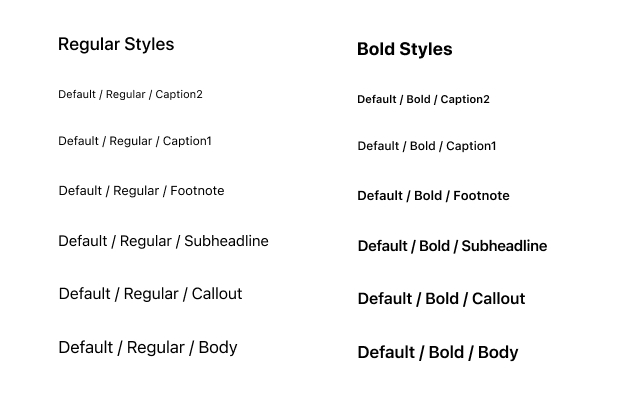 Regular Styles
Default / Regular / Caption2
Default / Regular / Caption1
Default / Regular / Footnote
Default / Regular / Subheadline
Default / Regular / Callout
Default / Regular / Body
Bold Styles
Default / Bold / Caption2
Default / Bold / Caption1
Default / Bold / Footnote
Default / Bold / Subheadline
Default / Bold / Callout
Default / Bold / Body